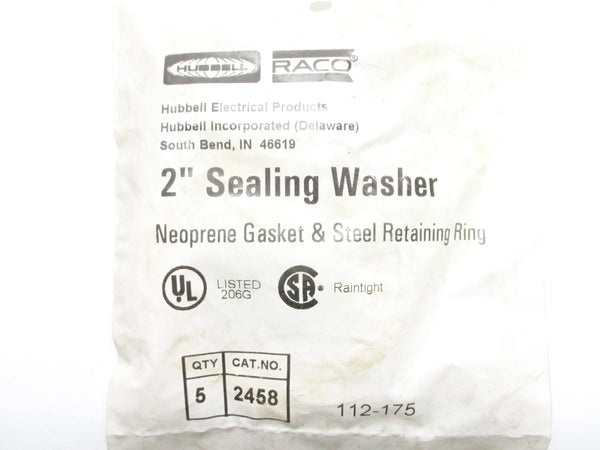 HUBBELL RACO®
Hubbell Electrical Products
Hubbell Incorporated (Delaware)
South Bend, IN 46619
2" Sealing Washer
Neoprene Gasket & Steel Retaining Ring
UL LISTED 206G SA® Raintight
QTY CAT.NO.
5 2458
112-175